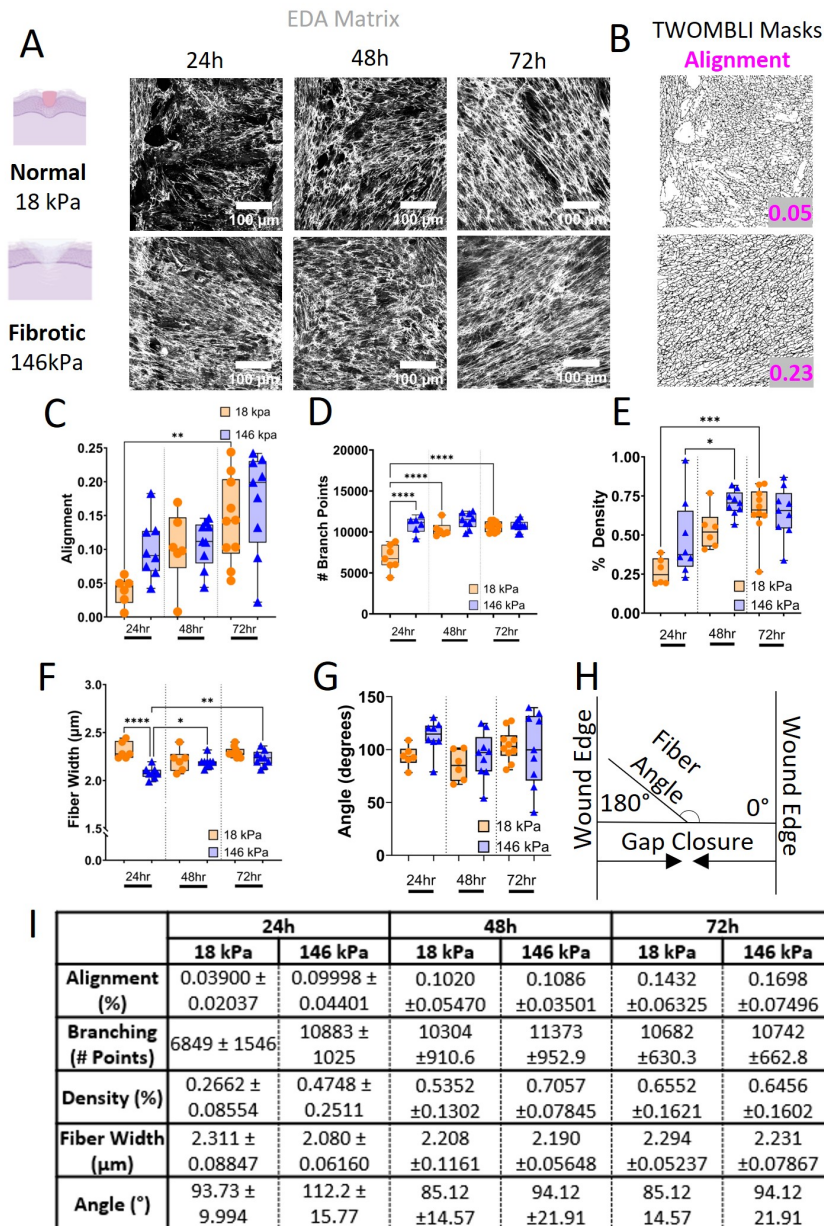 EDA Matrix
A
24h
48h
72h
B
TWOMBLI Masks
Alignment
Normal
18 kPa
100 µm
100 µm
100 µm
0.05
Fibrotic
146kPa
100 µm
100 µm
100 µm
0.23
C
18 kpa
146 kpa
**
Alignment
0.25
0.20
0.15
0.10
0.05
0.00
24hr
48hr
72hr
D
# Branch Points
20000
15000
10000
5000
0
****
****
****
18 kPa
146 kPa
24hr
48hr
72hr
E
% Density
1.00
0.75
0.50
0.25
0.00
***
*
18 kPa
146 kPa
24hr
48hr
72hr
F
Fiber Width (µm)
3.0
2.5
2.0
1.5
0.0
****
*
**
18 kPa
146 kPa
24hr
48hr
72hr
G
Angle (degrees)
150
100
50
0
18 kPa
146 kPa
24hr
48hr
72hr
H
Wound Edge
Fiber
Angle
180°
0°
Gap Closure
Wound Edge
I
24h 48h 72h
18 kPa 146 kPa 18 kPa 146 kPa 18 kPa 146 kPa
Alignment (%) 0.03900 ± 0.02037 0.09998 ± 0.04401 0.1020 ±0.05470 0.1086 ±0.03501 0.1432 ±0.06325 0.1698 ±0.07496
Branching (# Points) 6849 ± 1546 10883 ± 1025 10304 ±910.6 11373 ±952.9 10682 ±630.3 10742 ±662.8
Density (%) 0.2662 ± 0.08554 0.4748 ± 0.2511 0.5352 ±0.1302 0.7057 ±0.07845 0.6552 ±0.1621 0.6456 ±0.1602
Fiber Width (µm) 2.311 ± 0.08847 2.080 ± 0.06160 2.208 ±0.1161 2.190 ±0.05648 2.294 ±0.05237 2.231 ±0.07867
Angle (°) 93.73 ± 9.994 112.2 ± 15.77 85.12 ±14.57 94.12 ±21.91 85.12 14.57 94.12 21.91